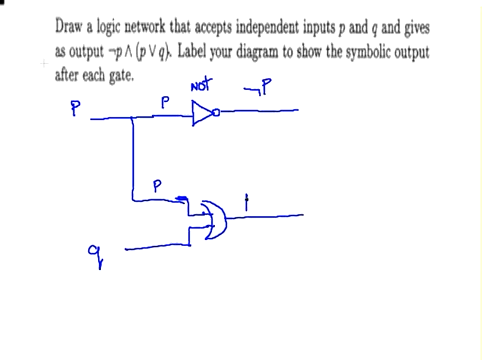 Draw a logic network that accepts independent inputs p and q and gives
as output ¬p ∧ (p ∨ q). Label your diagram to show the symbolic output
after each gate.
NOT ¬P
P P
P
q